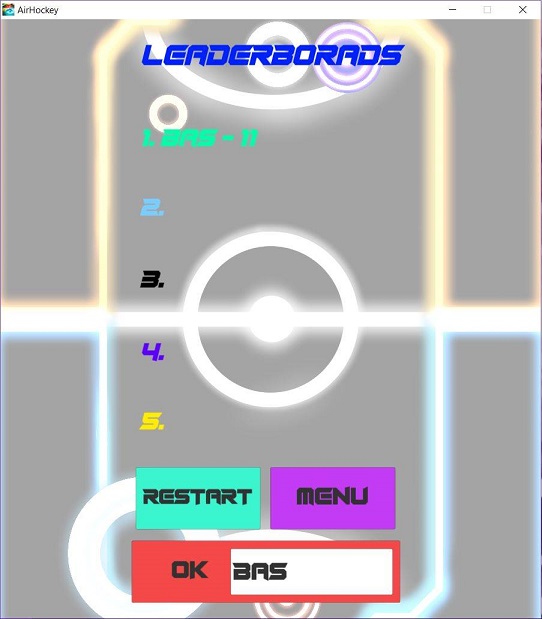 AirHockey
LEADERBORADS
1. BAS - 11
2.
3.
4.
5.
RESTART MENU
OK BAS